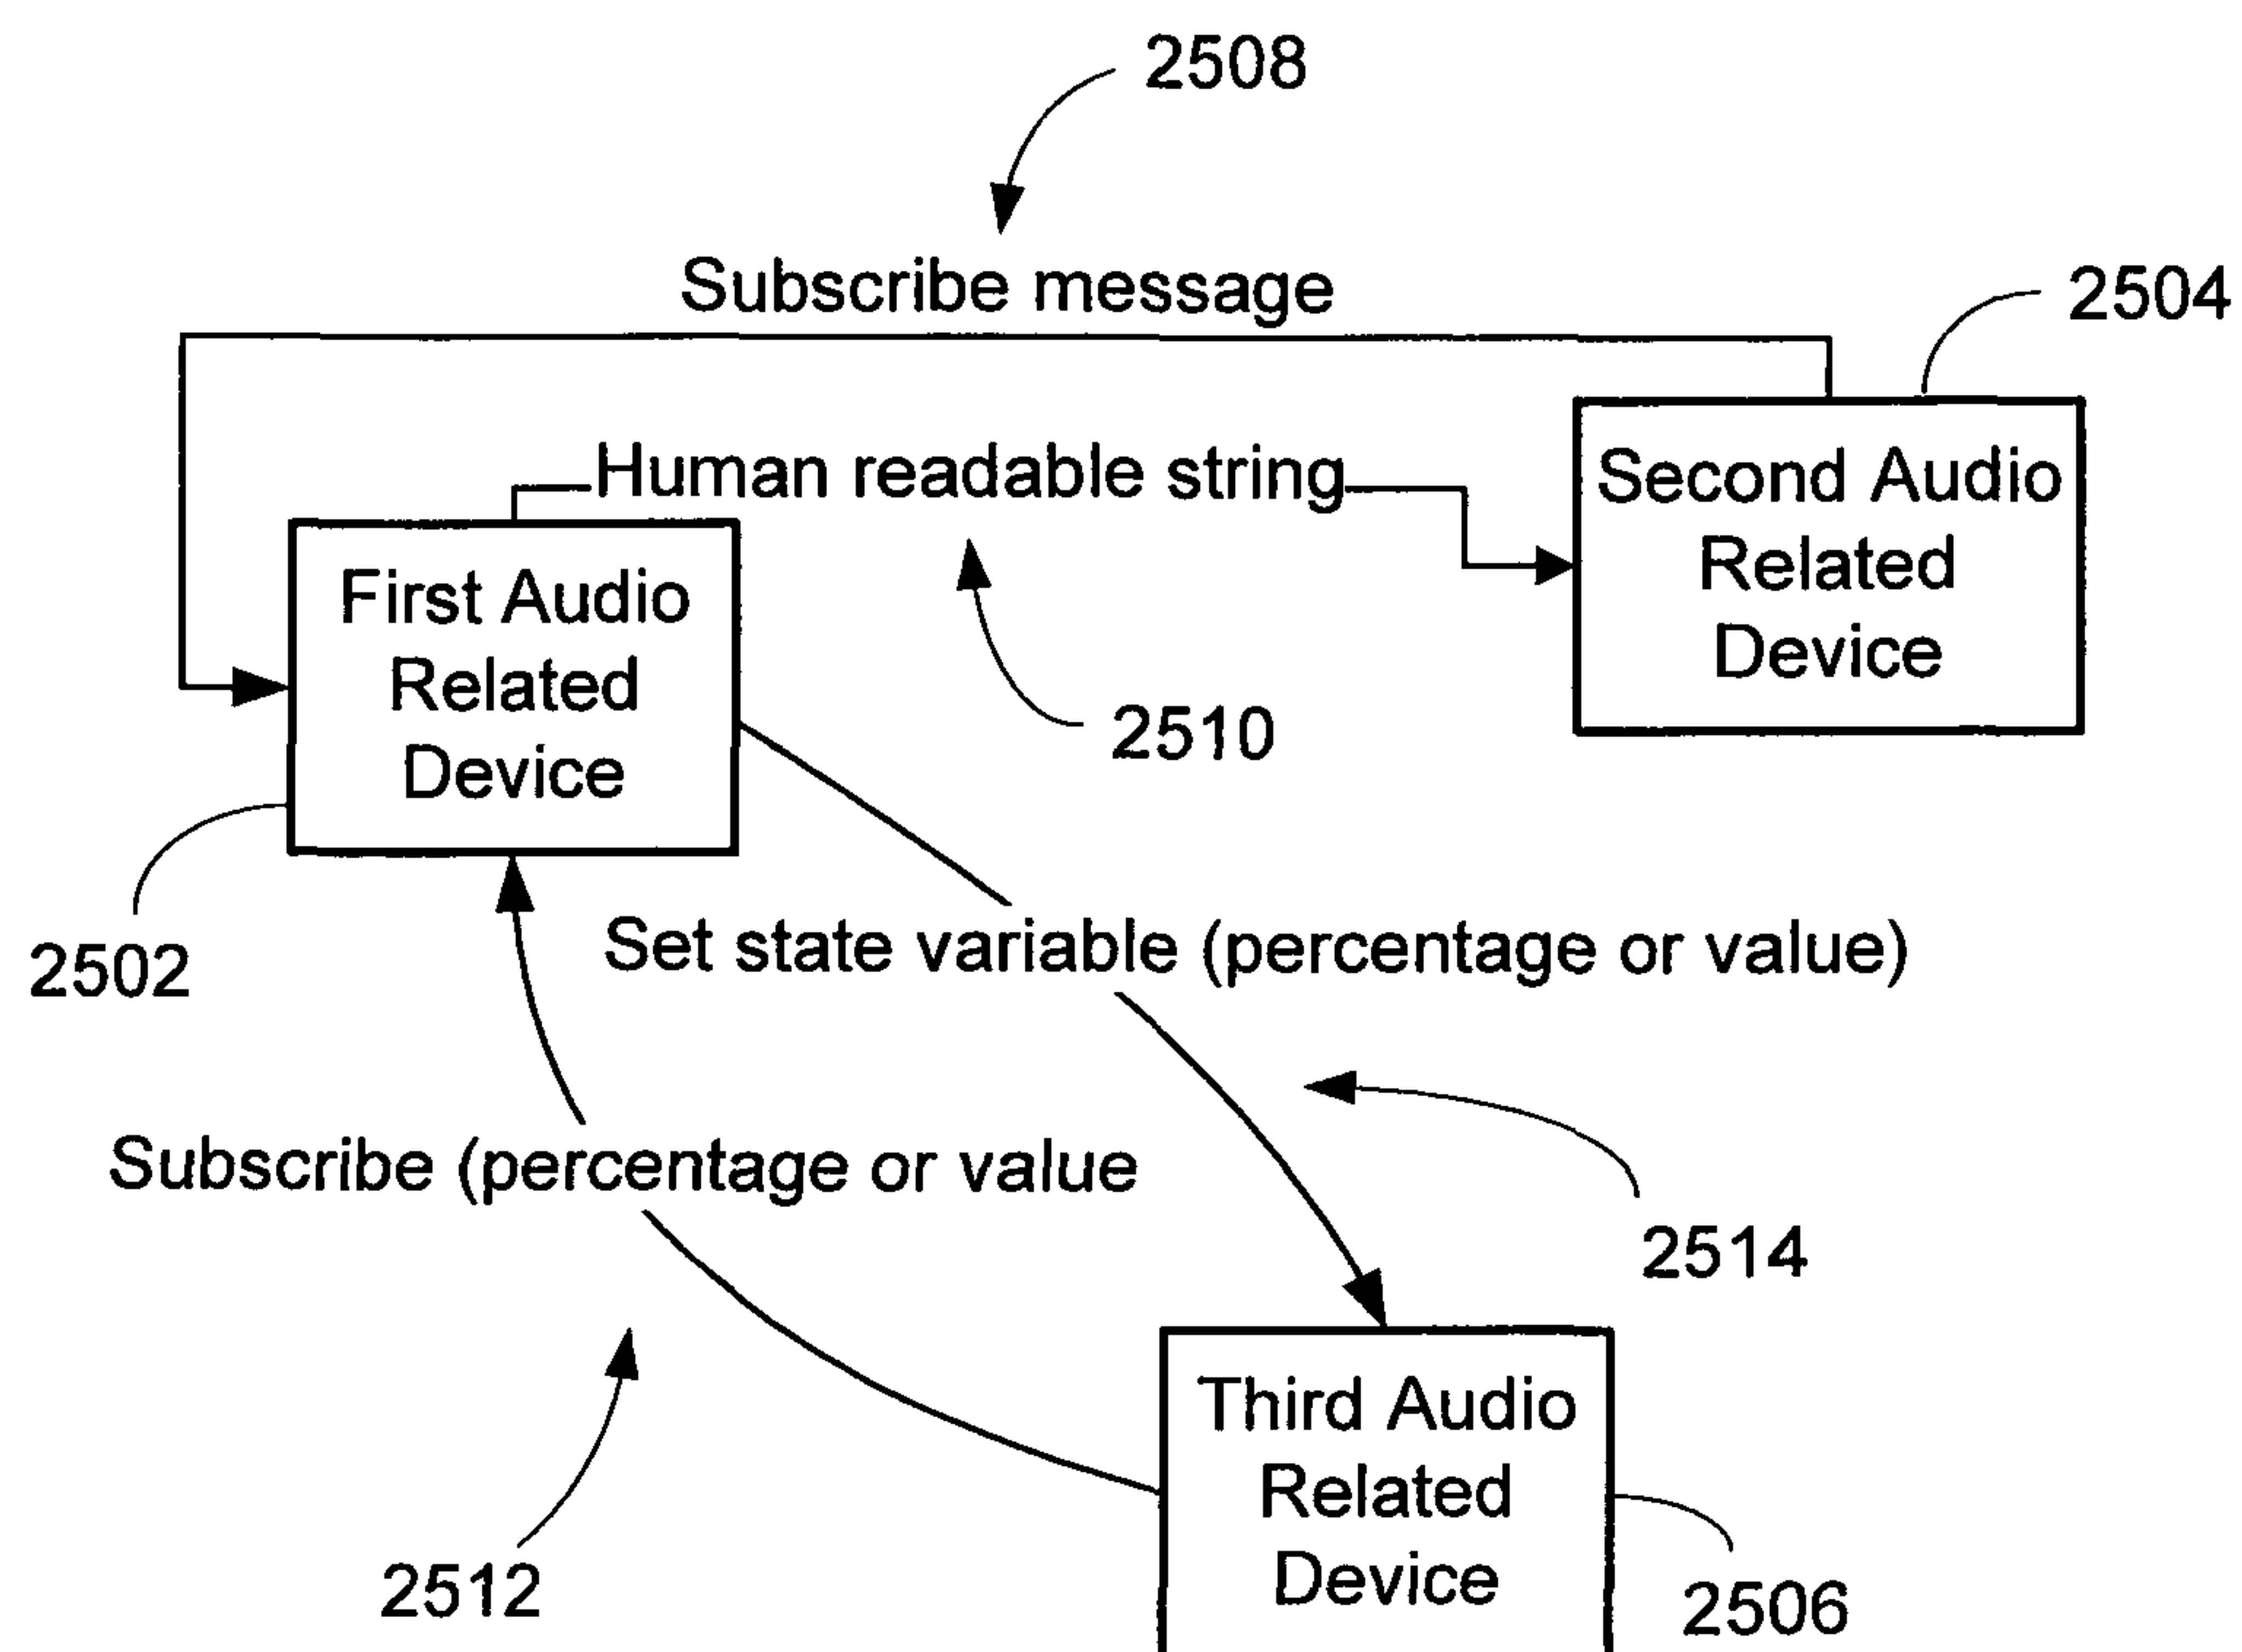 2508
Subscribe message
2504
Human readable string
Second Audio
Related
Device
First Audio
Related
Device
2510
2502
Set state variable (percentage or value)
Subscribe (percentage or value
2514
Third Audio
Related
Device
2512
2506